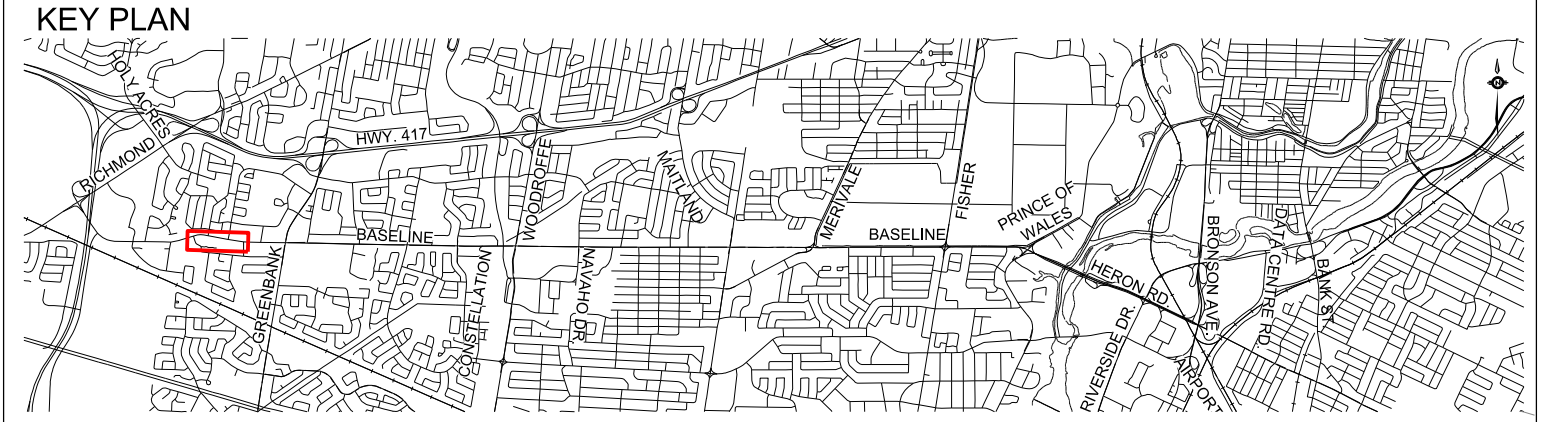 KEY PLAN
HOLY ACRES
RICHMOND
HWY. 417
GREENBANK
BASELINE
CONSTELLATION
WOODROFFE
NAVAHO DR.
MAITLAND
MERIVALE
BASELINE
FISHER
PRINCE OF
WALES
HERON RD.
RIVERSIDE DR.
AIRPORT
BRONSON AVE.
DATA CENTRE RD.
BANK ST
N